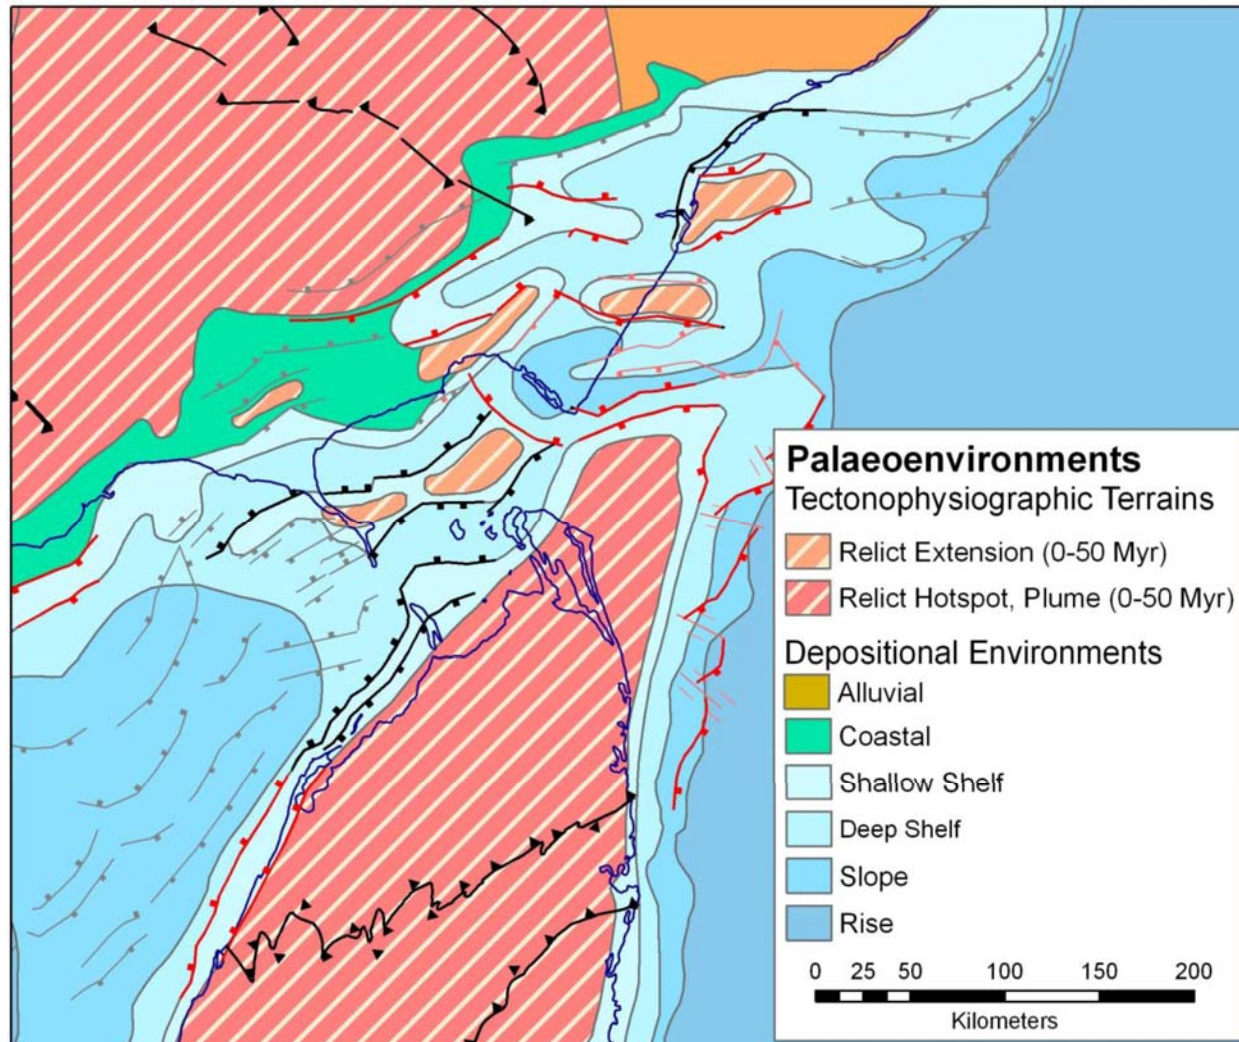 Palaeoenvironments
Tectonophysiographic Terrains
Relict Extension (0-50 Myr)
Relict Hotspot, Plume (0-50 Myr)
Depositional Environments
Alluvial
Coastal
Shallow Shelf
Deep Shelf
Slope
Rise
0 25 50 100 150 200
Kilometers